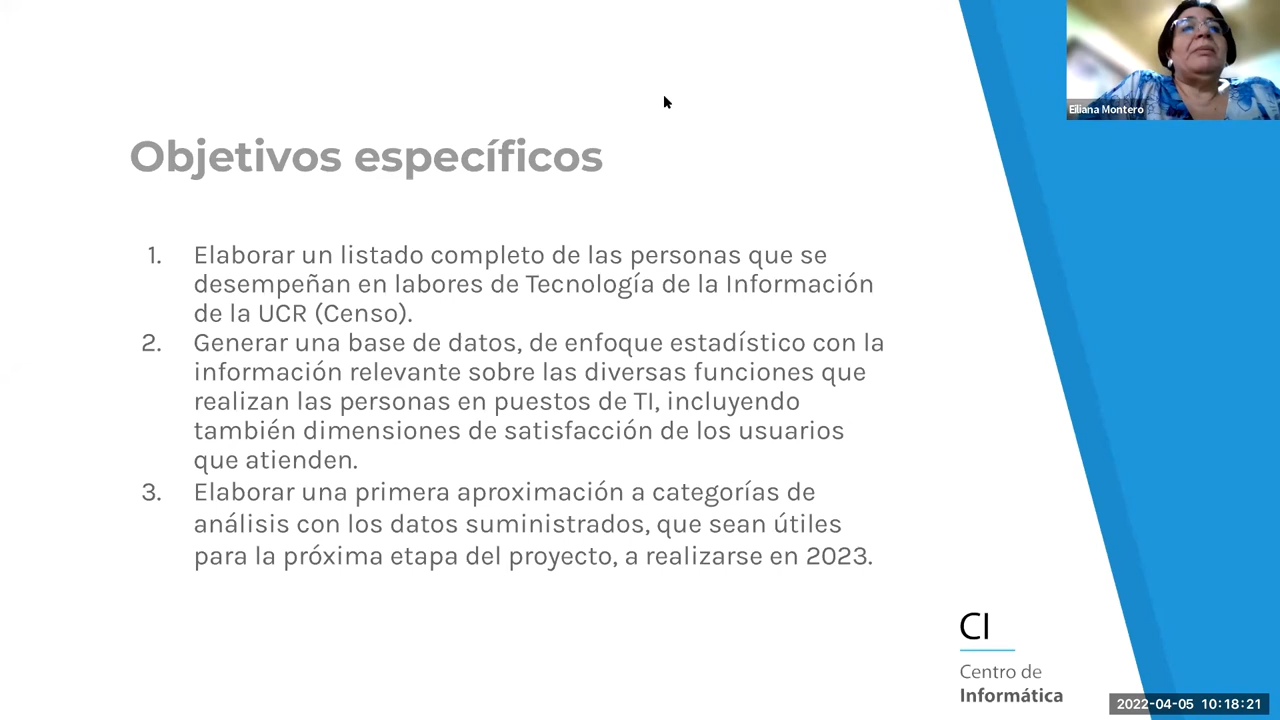 Eiliana Montero
Objetivos específicos
1. Elaborar un listado completo de las personas que se
desempeñan en labores de Tecnología de la Información
de la UCR (Censo).
2. Generar una base de datos, de enfoque estadístico con la
información relevante sobre las diversas funciones que
realizan las personas en puestos de TI, incluyendo
también dimensiones de satisfacción de los usuarios
que atienden.
3. Elaborar una primera aproximación a categorías de
análisis con los datos suministrados, que sean útiles
para la próxima etapa del proyecto, a realizarse en 2023.
CI
Centro de
Informática
2022-04-05 10:18:21